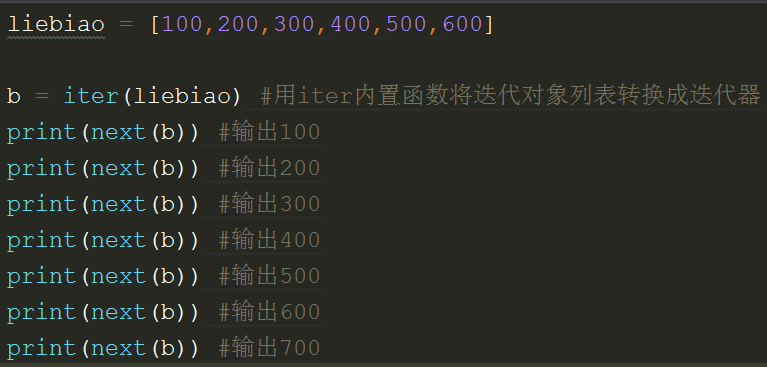 liebiao = [100,200,300,400,500,600]
b = iter(liebiao) #用iter内置函数将迭代对象列表转换成迭代器
print(next(b)) #输出100
print(next(b)) #输出200
print(next(b)) #输出300
print(next(b)) #输出400
print(next(b)) #输出500
print(next(b)) #输出600
print(next(b)) #输出700